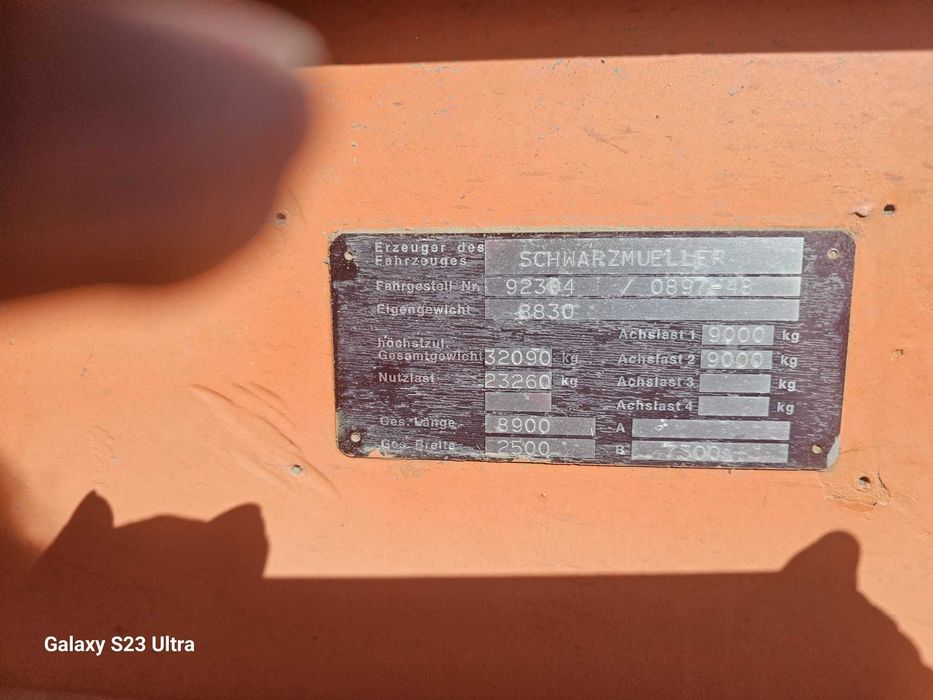 Erzeuger des
Fahrzeuges SCHWARZMUELLER
Fahrgestell Nr. 92304 / 0897-48
Eigengewicht 8830
Achslast 1 9000 kg
höchstzul.
Gesamtgewicht 32090 kg Achslast 2 9000 kg
Nutzlast 23260 kg Achslast 3 kg
Achslast 4 kg
Ges. Länge 8900 A
Ges. Breite 2500 B 7300
Galaxy S23 Ultra